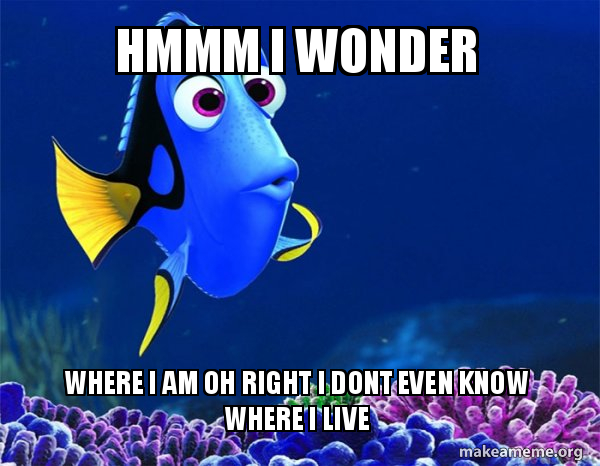 HMMM I WONDER
WHERE I AM OH RIGHT I DONT EVEN KNOW
WHERE I LIVE
makeameme.org